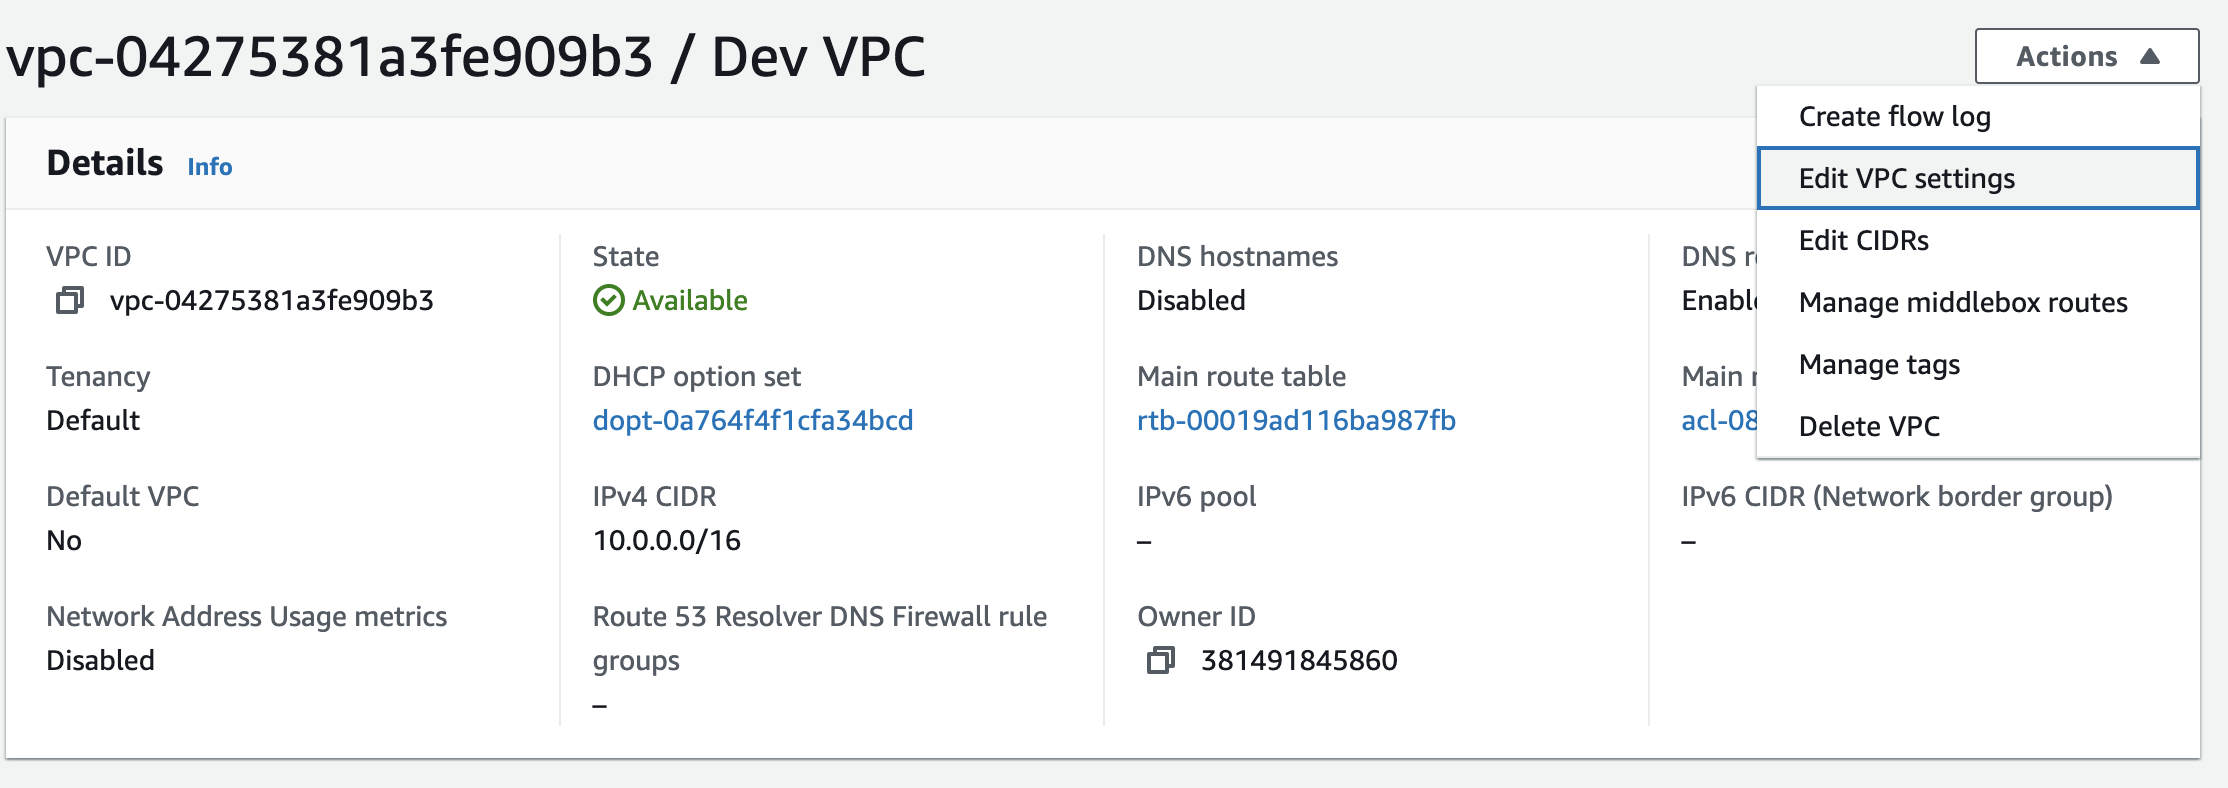 vpc-04275381a3fe909b3 / Dev VPC
Actions
Create flow log
Edit VPC settings
Edit CIDRs
Manage middlebox routes
Manage tags
Delete VPC
Details Info
VPC ID
vpc-04275381a3fe909b3
State
Available
DNS hostnames
Disabled
DNS
Tenancy
Default
DHCP option set
dopt-0a764f4f1cfa34bcd
Main route table
rtb-00019ad116ba987fb
Main
acl-08
Default VPC
No
IPv4 CIDR
10.0.0.0/16
IPv6 pool
–
IPv6 CIDR (Network border group)
–
Network Address Usage metrics
Disabled
Route 53 Resolver DNS Firewall rule
groups
–
Owner ID
381491845860